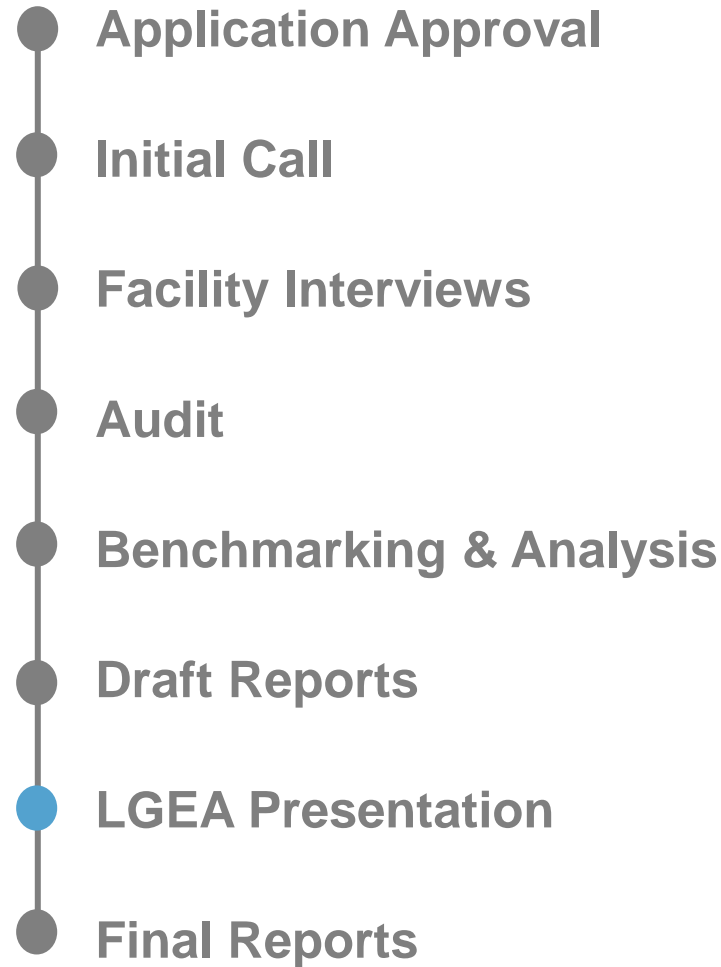 Application Approval
Initial Call
Facility Interviews
Audit
Benchmarking & Analysis
Draft Reports
LGEA Presentation
Final Reports